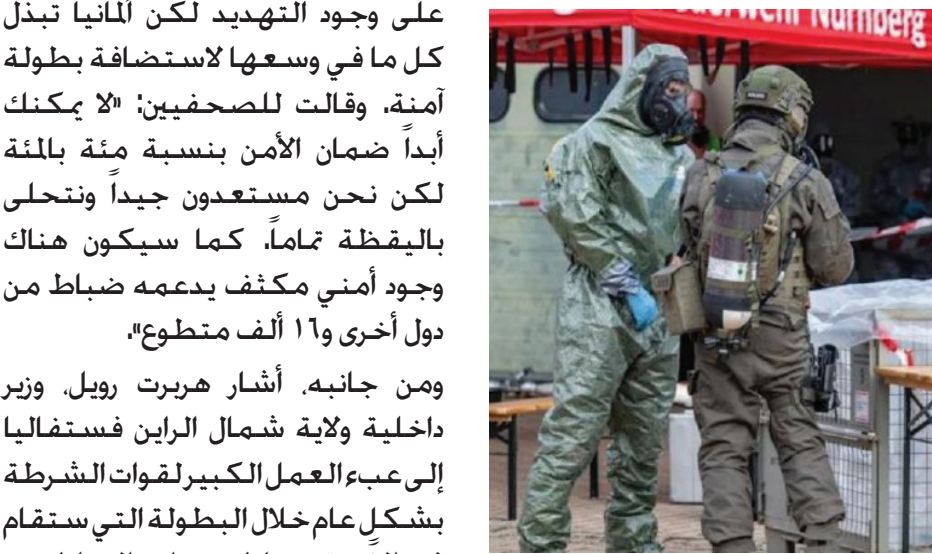 على وجود التهديد لكن ألمانيا تبذل
كل ما في وسعها لاستضافة بطولة
آمنة. وقالت للصحفيين: «لا يمكنك
أبداً ضمان الأمن بنسبة مئة بالمئة
لكن نحن مستعدون جيداً ونتحلى
باليقظة تماماً. كما سيكون هناك
وجود أمني مكثف يدعمه ضباط من
دول أخرى و١٦ ألف متطوع».
ومن جانبه، أشار هربرت رويل، وزير
داخلية ولاية شمال الراين فستفاليا
إلى عبء العمل الكبير لقوات الشرطة
بشكلٍ عام خلال البطولة التي ستقام
Nürnberg